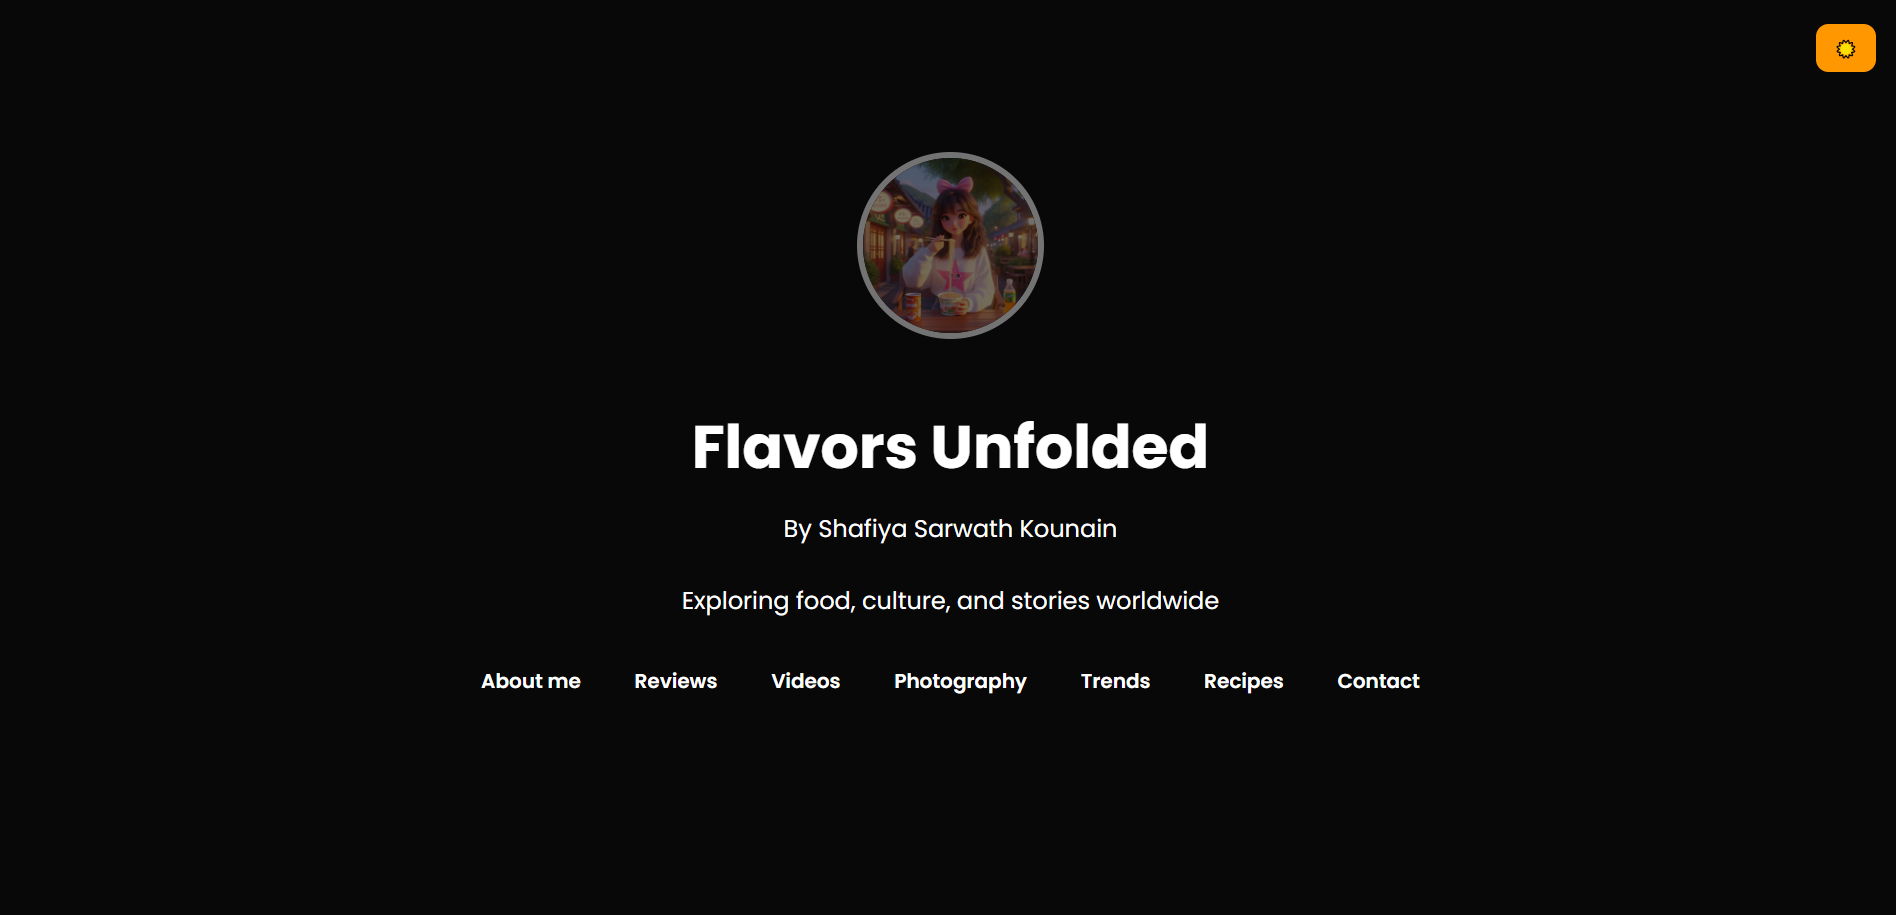 Flavors Unfolded
By Shafiya Sarwath Kounain
Exploring food, culture, and stories worldwide
About me Reviews Videos Photography Trends Recipes Contact